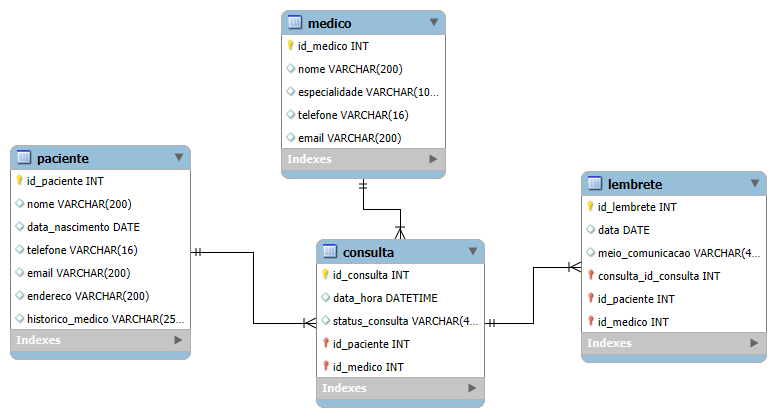 medico
id_medico INT
nome VARCHAR(200)
especialidade VARCHAR(10...
telefone VARCHAR(16)
email VARCHAR(200)
Indexes
paciente
id_paciente INT
nome VARCHAR(200)
data_nascimento DATE
telefone VARCHAR(16)
email VARCHAR(200)
endereco VARCHAR(200)
historico_medico VARCHAR(25...
Indexes
consulta
id_consulta INT
data_hora DATETIME
status_consulta VARCHAR(4...
id_paciente INT
id_medico INT
Indexes
lembrete
id_lembrete INT
data DATE
meio_comunicacao VARCHAR(4...
consulta_id_consulta INT
id_paciente INT
id_medico INT
Indexes